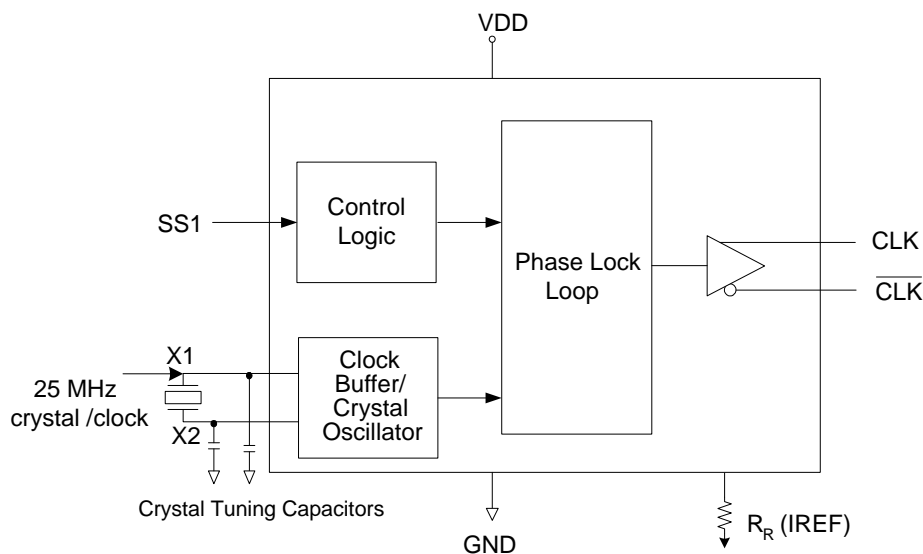 VDD
Control
Logic
SS1
Phase Lock
Loop
CLK
CLK
X1
25 MHz
crystal /clock
X2
Clock
Buffer/
Crystal
Oscillator
Crystal Tuning Capacitors
GND
RR (IREF)